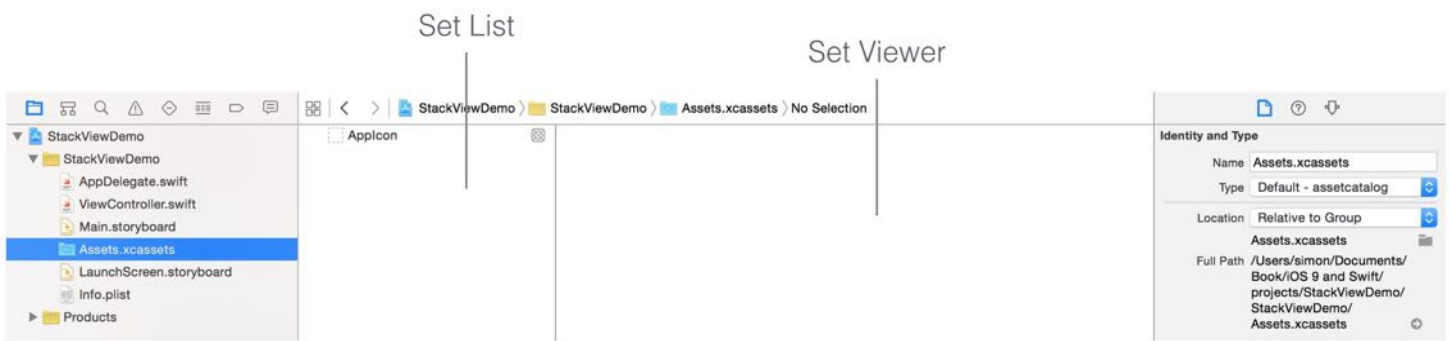 Set List
Set Viewer
StackViewDemo 〉 StackViewDemo 〉 Assets.xcassets 〉 No Selection
StackViewDemo
StackViewDemo
AppDelegate.swift
ViewController.swift
Main.storyboard
Assets.xcassets
LaunchScreen.storyboard
Info.plist
Products
AppIcon
Identity and Type
Name Assets.xcassets
Type Default - assetcatalog
Location Relative to Group
Assets.xcassets
Full Path /Users/simon/Documents/
Book/iOS 9 and Swift/
projects/StackViewDemo/
StackViewDemo/
Assets.xcassets